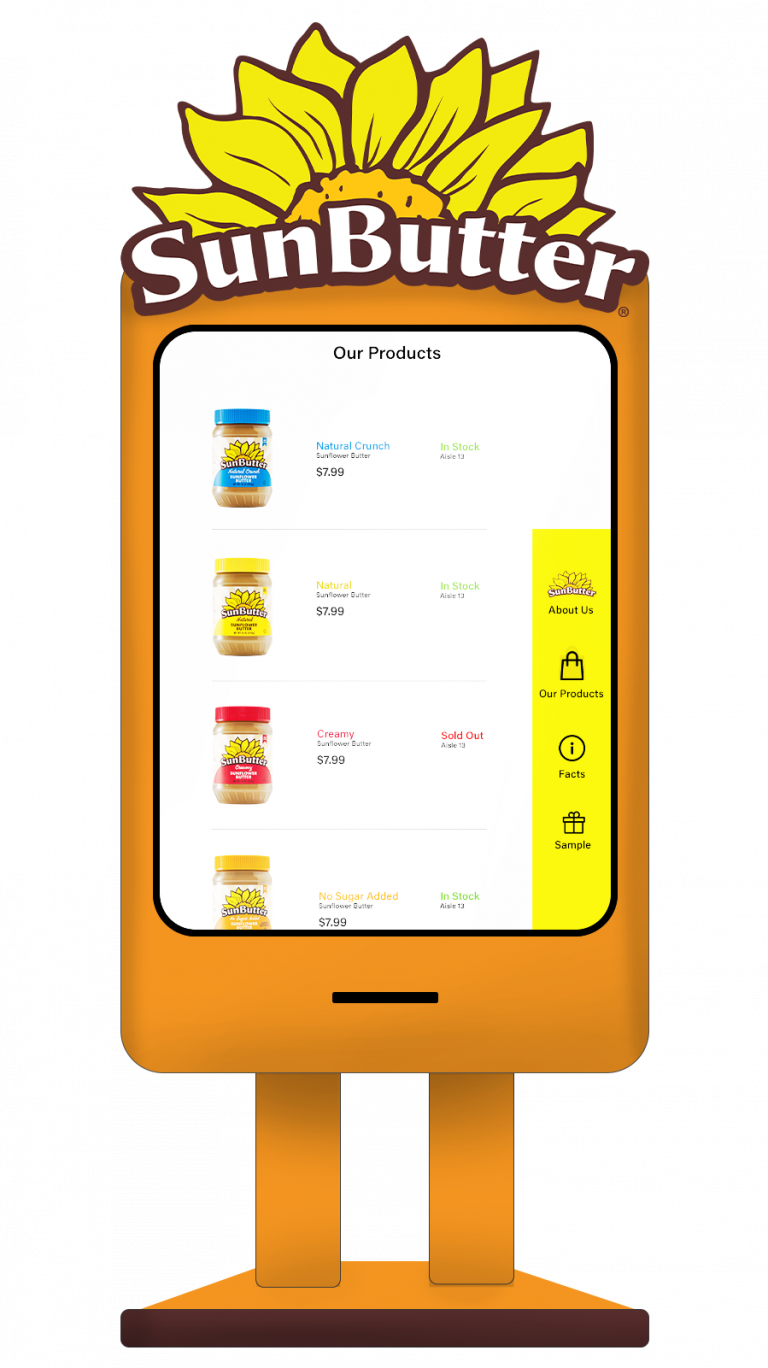 SunButter
®
Our Products
SunButter
Natural Crunch
SUNFLOWER
BUTTER
Natural Crunch
Sunflower Butter
$7.99
In Stock
Aisle 13
SunButter
Natural
SUNFLOWER
BUTTER
Natural
Sunflower Butter
$7.99
In Stock
Aisle 13
SunButter
Creamy
SUNFLOWER
BUTTER
Creamy
Sunflower Butter
$7.99
Sold Out
Aisle 13
SunButter
No Sugar Added
SUNFLOWER
No Sugar Added
Sunflower Butter
$7.99
In Stock
Aisle 13
SunButter
About Us
Our Products
Facts
Sample